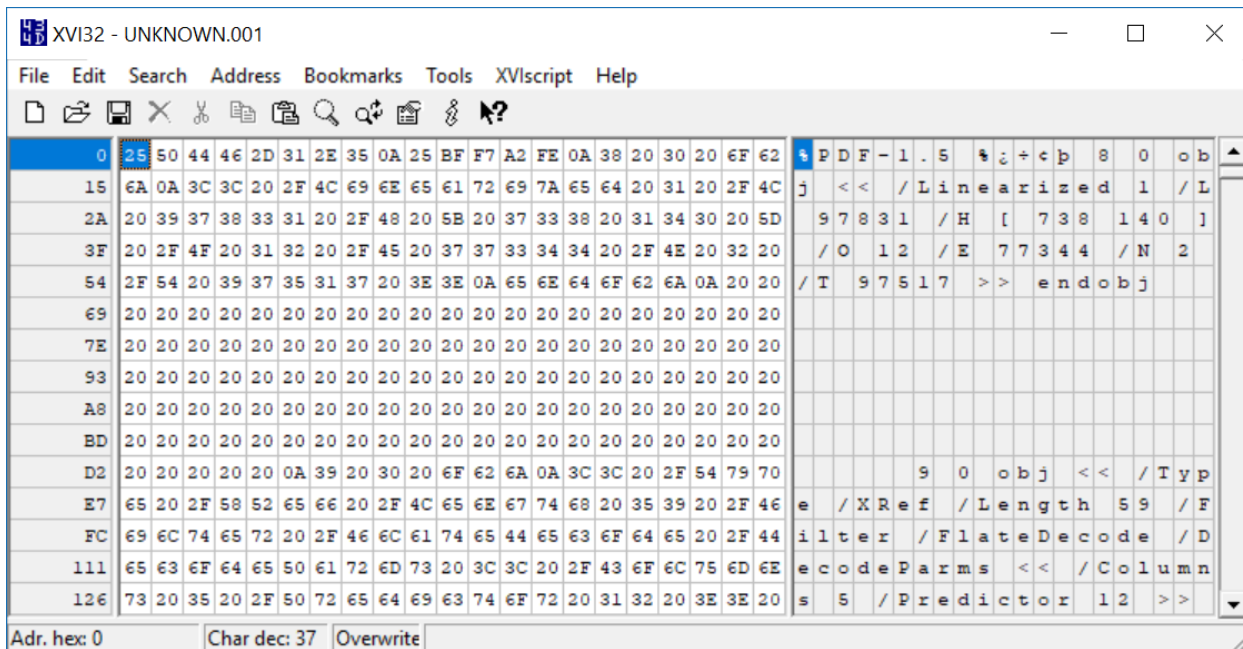 XVI32 - UNKNOWN.001
File Edit Search Address Bookmarks Tools XVIscript Help
0 25 50 44 46 2D 31 2E 35 0A 25 BF F7 A2 FE 0A 38 20 30 20 6F 62 % P D F - 1 . 5 % ¿ ÷ ¢ þ 8 0 o b
15 6A 0A 3C 3C 20 2F 4C 69 6E 65 61 72 69 7A 65 64 20 31 20 2F 4C j < < / L i n e a r i z e d 1 / L
2A 20 39 37 38 33 31 20 2F 48 20 5B 20 37 33 38 20 31 34 30 20 5D 9 7 8 3 1 / H [ 7 3 8 1 4 0 ]
3F 20 2F 4F 20 31 32 20 2F 45 20 37 37 33 34 34 20 2F 4E 20 32 20 / O 1 2 / E 7 7 3 4 4 / N 2
54 2F 54 20 39 37 35 31 37 20 3E 3E 0A 65 6E 64 6F 62 6A 0A 20 20 / T 9 7 5 1 7 > > e n d o b j
69 20 20 20 20 20 20 20 20 20 20 20 20 20 20 20 20 20 20 20 20 20
7E 20 20 20 20 20 20 20 20 20 20 20 20 20 20 20 20 20 20 20 20 20
93 20 20 20 20 20 20 20 20 20 20 20 20 20 20 20 20 20 20 20 20 20
A8 20 20 20 20 20 20 20 20 20 20 20 20 20 20 20 20 20 20 20 20 20
BD 20 20 20 20 20 20 20 20 20 20 20 20 20 20 20 20 20 20 20 20 20
D2 20 20 20 20 20 0A 39 20 30 20 6F 62 6A 0A 3C 3C 20 2F 54 79 70 9 0 o b j < < / T y p
E7 65 20 2F 58 52 65 66 20 2F 4C 65 6E 67 74 68 20 35 39 20 2F 46 e / X R e f / L e n g t h 5 9 / F
FC 69 6C 74 65 72 20 2F 46 6C 61 74 65 44 65 63 6F 64 65 20 2F 44 i l t e r / F l a t e D e c o d e / D
111 65 63 6F 64 65 50 61 72 6D 73 20 3C 3C 20 2F 43 6F 6C 75 6D 6E e c o d e P a r m s < < / C o l u m n
126 73 20 35 20 2F 50 72 65 64 69 63 74 6F 72 20 31 32 20 3E 3E 20 s 5 / P r e d i c t o r 1 2 > >
Adr. hex: 0 Char dec: 37 Overwrite